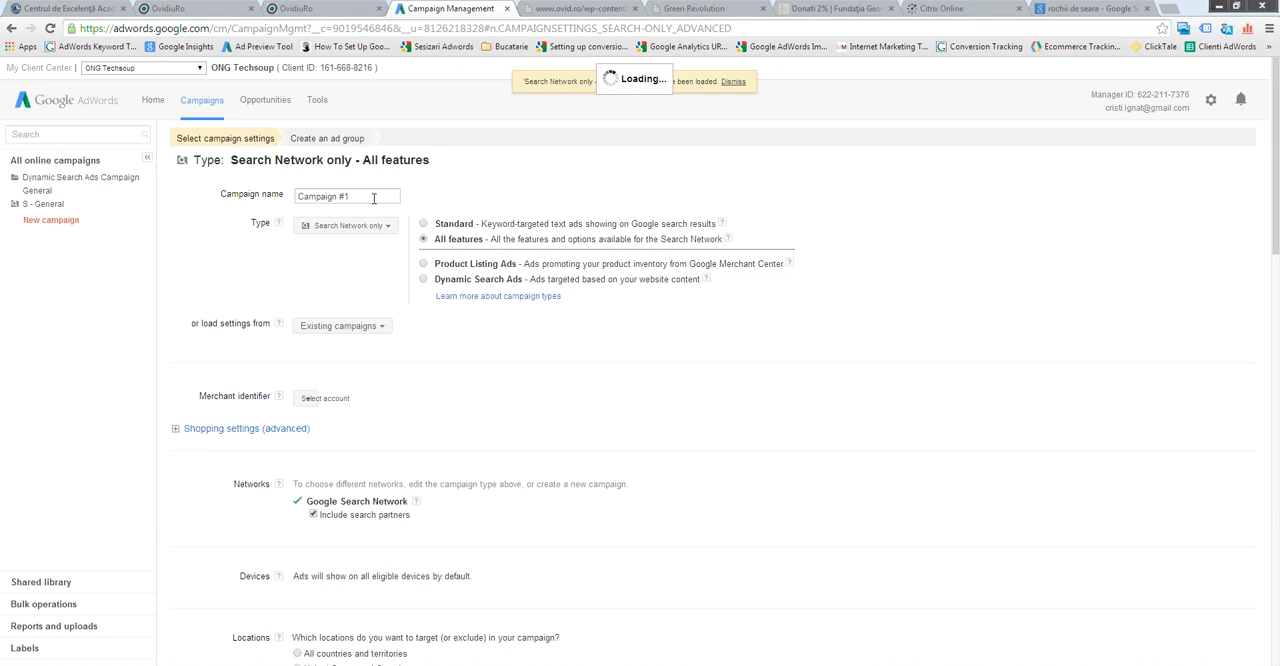 Centrul de Excelență Acad
OvidiuRo
OvidiuRo
Campaign Management
www.ovid.ro/wp-content
Green Revolution
Donati 2% | Fundația Geo
Citrix Online
rochii de seara - Google S
https://adwords.google.com/cm/CampaignMgmt?__c=9019546846&__u=8126218328#n.CAMPAIGNSETTINGS_SEARCH-ONLY_ADVANCED
Apps
AdWords Keyword T...
Google Insights
Ad Preview Tool
How To Set Up Goo...
Sesizari Adwords
Bucatarie
Setting up conversio...
Google Analytics UR...
Google AdWords Im...
Internet Marketing T...
Conversion Tracking
Ecommerce Trackin...
ClickTale
Clienti AdWords
»
My Client Center
ONG Techsoup
ONG Techsoup ( Client ID: 161-668-8216 )
'Search Network only -
Loading...
been loaded. Dismiss
Google AdWords
Home
Campaigns
Opportunities
Tools
Manager ID: 622-211-7376
cristi.ignat@gmail.com
Search
Select campaign settings
Create an ad group
All online campaigns
Dynamic Search Ads Campaign
General
S - General
New campaign
Type: Search Network only - All features
Campaign name
Campaign #1
Type ?
Search Network only
Standard - Keyword-targeted text ads showing on Google search results ?
All features - All the features and options available for the Search Network ?
Product Listing Ads - Ads promoting your product inventory from Google Merchant Center ?
Dynamic Search Ads - Ads targeted based on your website content ?
Learn more about campaign types
or load settings from ?
Existing campaigns
Merchant identifier ?
Select account
Shopping settings (advanced)
Networks ?
To choose different networks, edit the campaign type above, or create a new campaign.
Google Search Network ?
Include search partners
Devices ?
Ads will show on all eligible devices by default.
Locations ?
Which locations do you want to target (or exclude) in your campaign?
All countries and territories
Shared library
Bulk operations
Reports and uploads
Labels